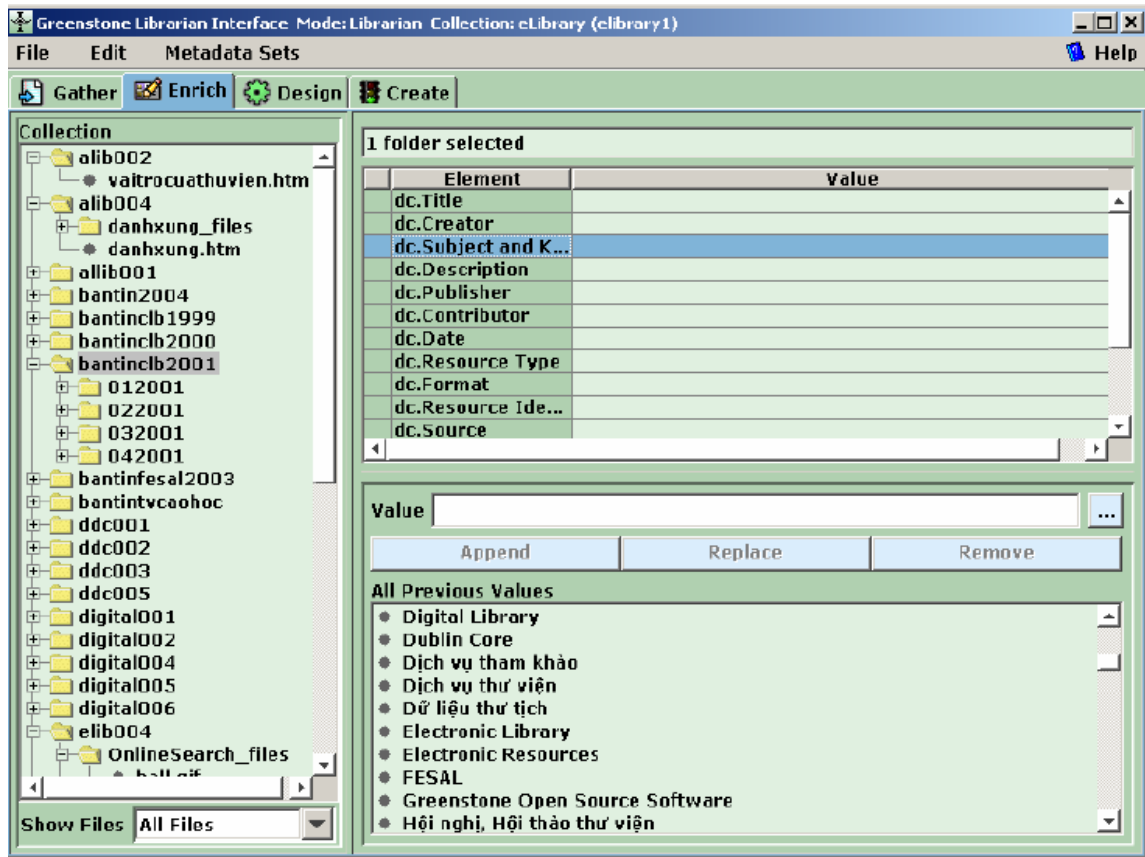 Greenstone Librarian Interface Mode: Librarian Collection: eLibrary (elibrary1)
File Edit Metadata Sets Help
Gather Enrich Design Create
Collection
alib002
vaitrocuathuvien.htm
alib004
danhxung_files
danhxung.htm
allib001
bantin2004
bantinclb1999
bantinclb2000
bantinclb2001
012001
022001
032001
042001
bantinfesal2003
bantintvcaohoc
ddc001
ddc002
ddc003
ddc005
digital001
digital002
digital004
digital005
digital006
elib004
OnlineSearch_files
ball.gif
Show Files All Files
1 folder selected
Element Value
dc.Title
dc.Creator
dc.Subject and K...
dc.Description
dc.Publisher
dc.Contributor
dc.Date
dc.Resource Type
dc.Format
dc.Resource Ide...
dc.Source
Value ...
Append Replace Remove
All Previous Values
Digital Library
Dublin Core
Dịch vụ tham khảo
Dịch vụ thư viện
Dữ liệu thư tịch
Electronic Library
Electronic Resources
FESAL
Greenstone Open Source Software
Hội nghị, Hội thảo thư viện